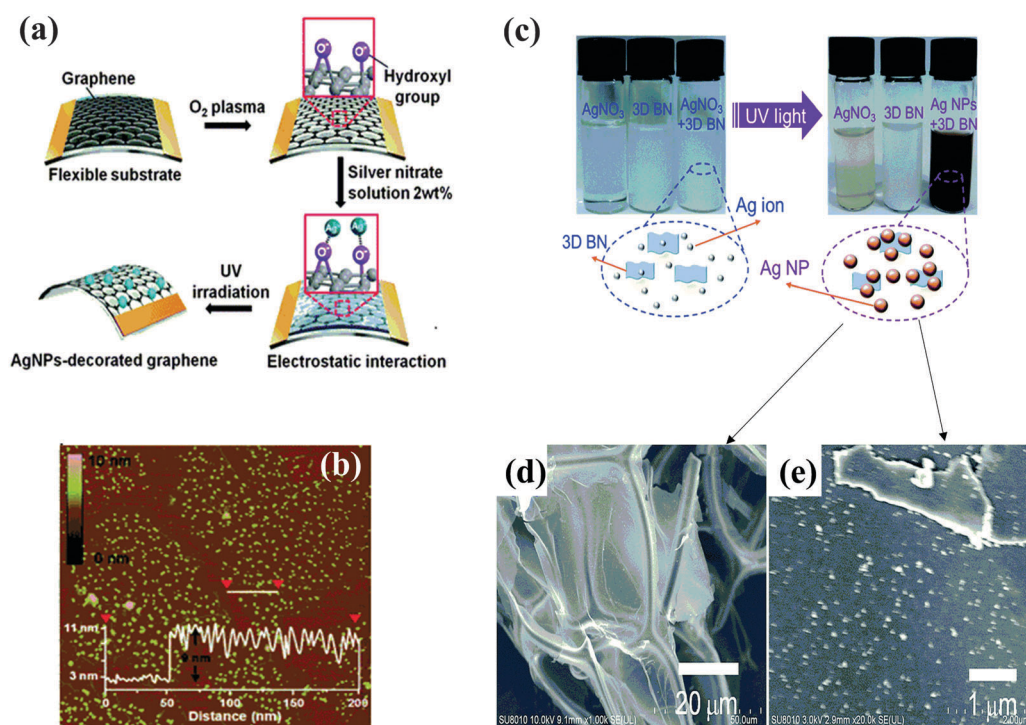 (a)
Graphene
O₂ plasma
Flexible substrate
O⁻ O⁻
Hydroxyl
group
Silver nitrate
solution 2wt%
Ag⁺ Ag⁺
O⁻ O⁻
UV
irradiation
AgNPs-decorated graphene
Electrostatic interaction
(b)
10 nm
0 nm
11 nm
9 nm
3 nm
0 50 100 150 200
Distance (nm)
(c)
AgNO₃ 3D BN AgNO₃
+3D BN
UV light
AgNO₃ 3D BN Ag NPs
+3D BN
Ag ion
3D BN
Ag NP
(d)
20 μm
SU8010 10.0kV 9.1mm x1.00k SE(UL) 50.0um
(e)
1 μm
SU8010 3.0kV 2.9mm x20.0k SE(UL) 2.00um